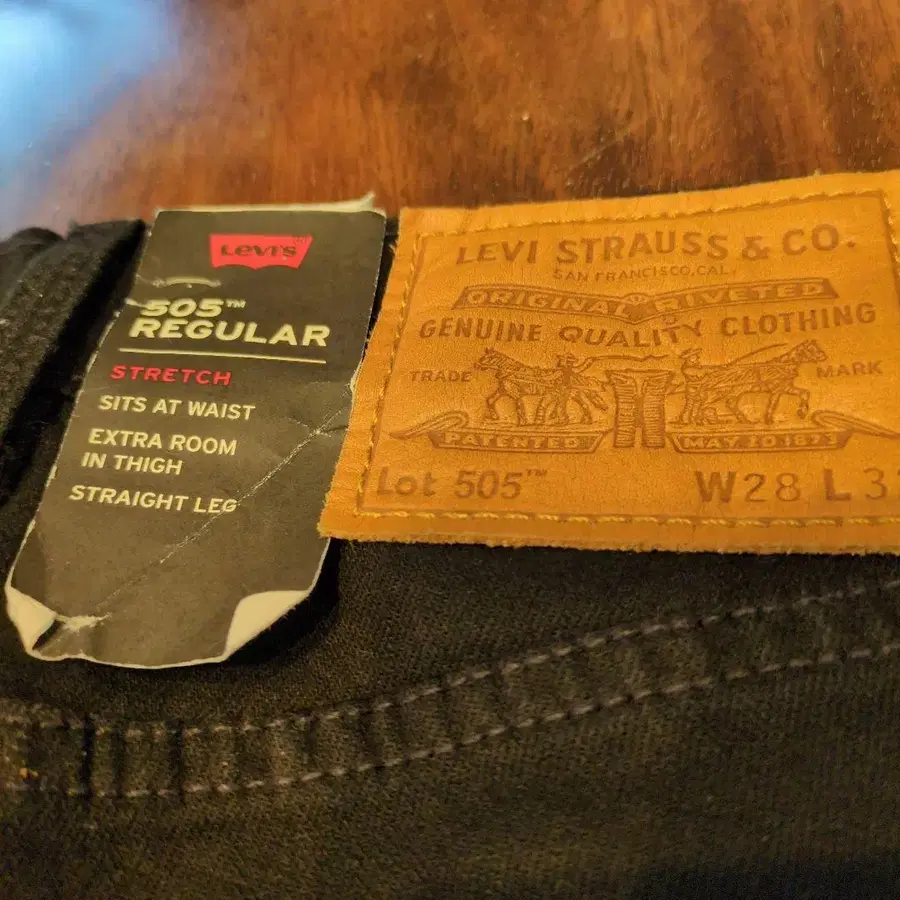 LEVI'S
505™
REGULAR
STRETCH
SITS AT WAIST
EXTRA ROOM
IN THIGH
STRAIGHT LEG
LEVI STRAUSS & CO.
SAN FRANCISCO, CAL.
ORIGINAL RIVETED
GENUINE QUALITY CLOTHING
TRADE MARK
PATENTED MAY 20.1873
Lot 505™ W28 L